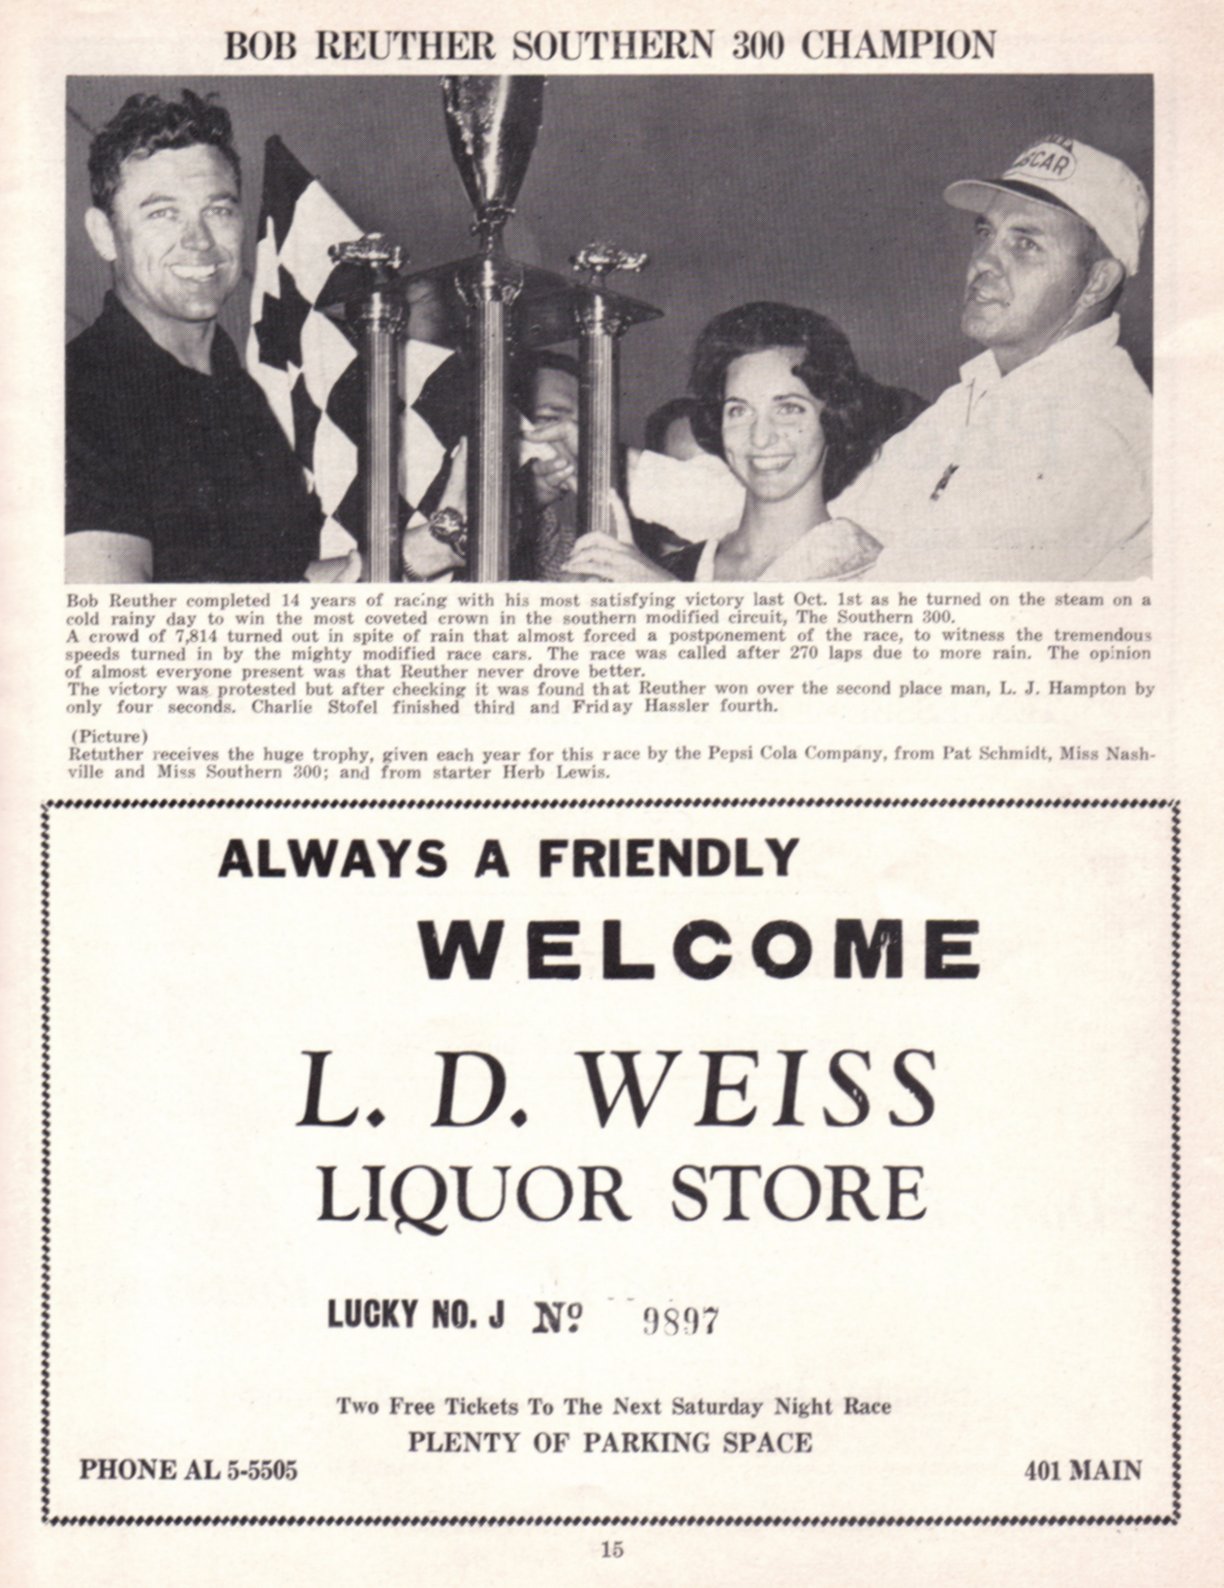 BOB REUTHER SOUTHERN 300 CHAMPION
SCAR
Bob Reuther completed 14 years of racing with his most satisfying victory last Oct. 1st as he turned on the steam on a
cold rainy day to win the most coveted crown in the southern modified circuit, The Southern 300.
A crowd of 7,814 turned out in spite of rain that almost forced a postponement of the race, to witness the tremendous
speeds turned in by the mighty modified race cars. The race was called after 270 laps due to more rain. The opinion
of almost everyone present was that Reuther never drove better.
The victory was protested but after checking it was found that Reuther won over the second place man, L. J. Hampton by
only four seconds. Charlie Stofel finished third and Friday Hassler fourth.
(Picture)
Retuther receives the huge trophy, given each year for this race by the Pepsi Cola Company, from Pat Schmidt, Miss Nash-
ville and Miss Southern 300; and from starter Herb Lewis.
ALWAYS A FRIENDLY
WELCOME
L. D. WEISS
LIQUOR STORE
LUCKY NO. J Nº 9897
Two Free Tickets To The Next Saturday Night Race
PLENTY OF PARKING SPACE
PHONE AL 5-5505 401 MAIN
15